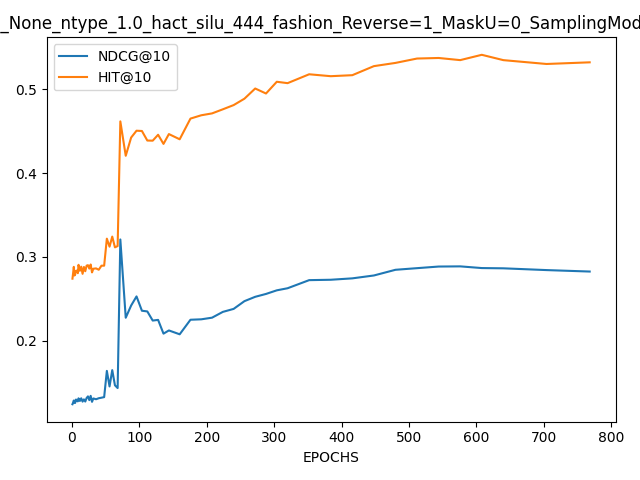 _None_ntype_1.0_hact_silu_444_fashion_Reverse=1_MaskU=0_SamplingMod
NDCG@10
HIT@10
0.5
0.4
0.3
0.2
0 100 200 300 400 500 600 700 800
EPOCHS